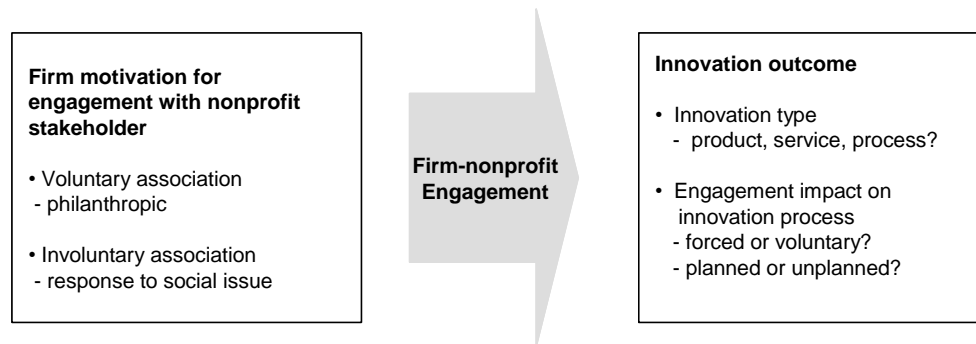 Firm motivation for
engagement with nonprofit
stakeholder
• Voluntary association
- philanthropic
• Involuntary association
- response to social issue
Firm-nonprofit
Engagement
Innovation outcome
• Innovation type
- product, service, process?
• Engagement impact on
innovation process
- forced or voluntary?
- planned or unplanned?